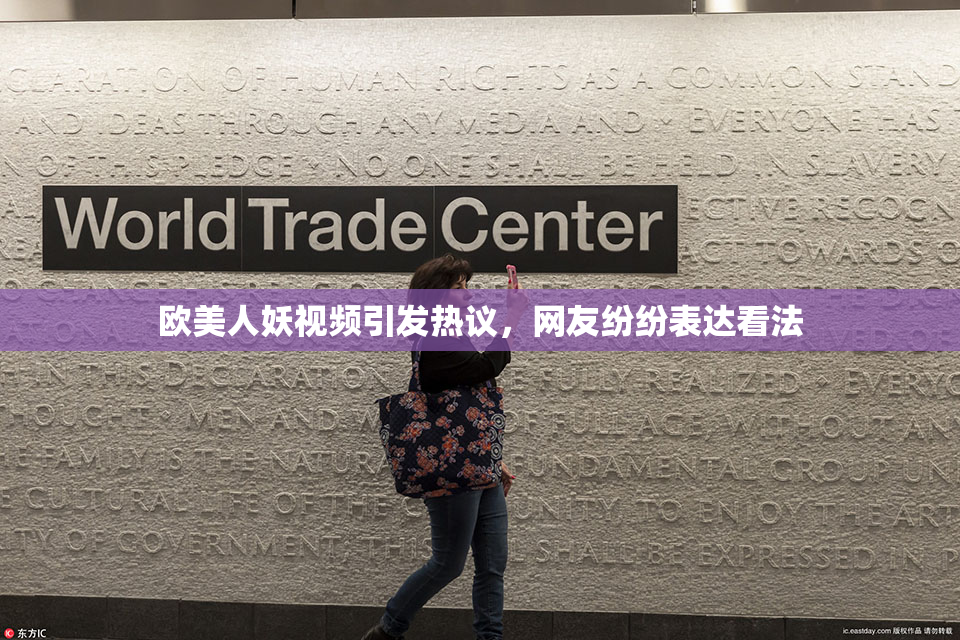 CLARATION OF HUMAN RIGHTS AS A COMMON STAND
AND IDEAS THROUGH ANY MEDIA AND EVERYONE HAS T
N OF THIS PLEDGE NO ONE SHALL BE HELD IN SLAVERY
World Trade Center
ECTIVE RECOGN
ACT TOWARDS O
欧美人妖视频引发热议，网友纷纷表达看法
IN THIS DECLARATION FULLY REALIZED EVERYO
HOUGHT MEN AND OF FULL AGE WITHO
E FAMILY IS THE NATURA FUNDAMENTAL GROUP
E CULTURAL LIFE OF THE UNITY, TO ENJOY THE ART
TY OF GOVERNMENT; THIS SHALL BE EXPRESSED IN P
东方IC
ic.eastday.com 版权作品 请勿转载